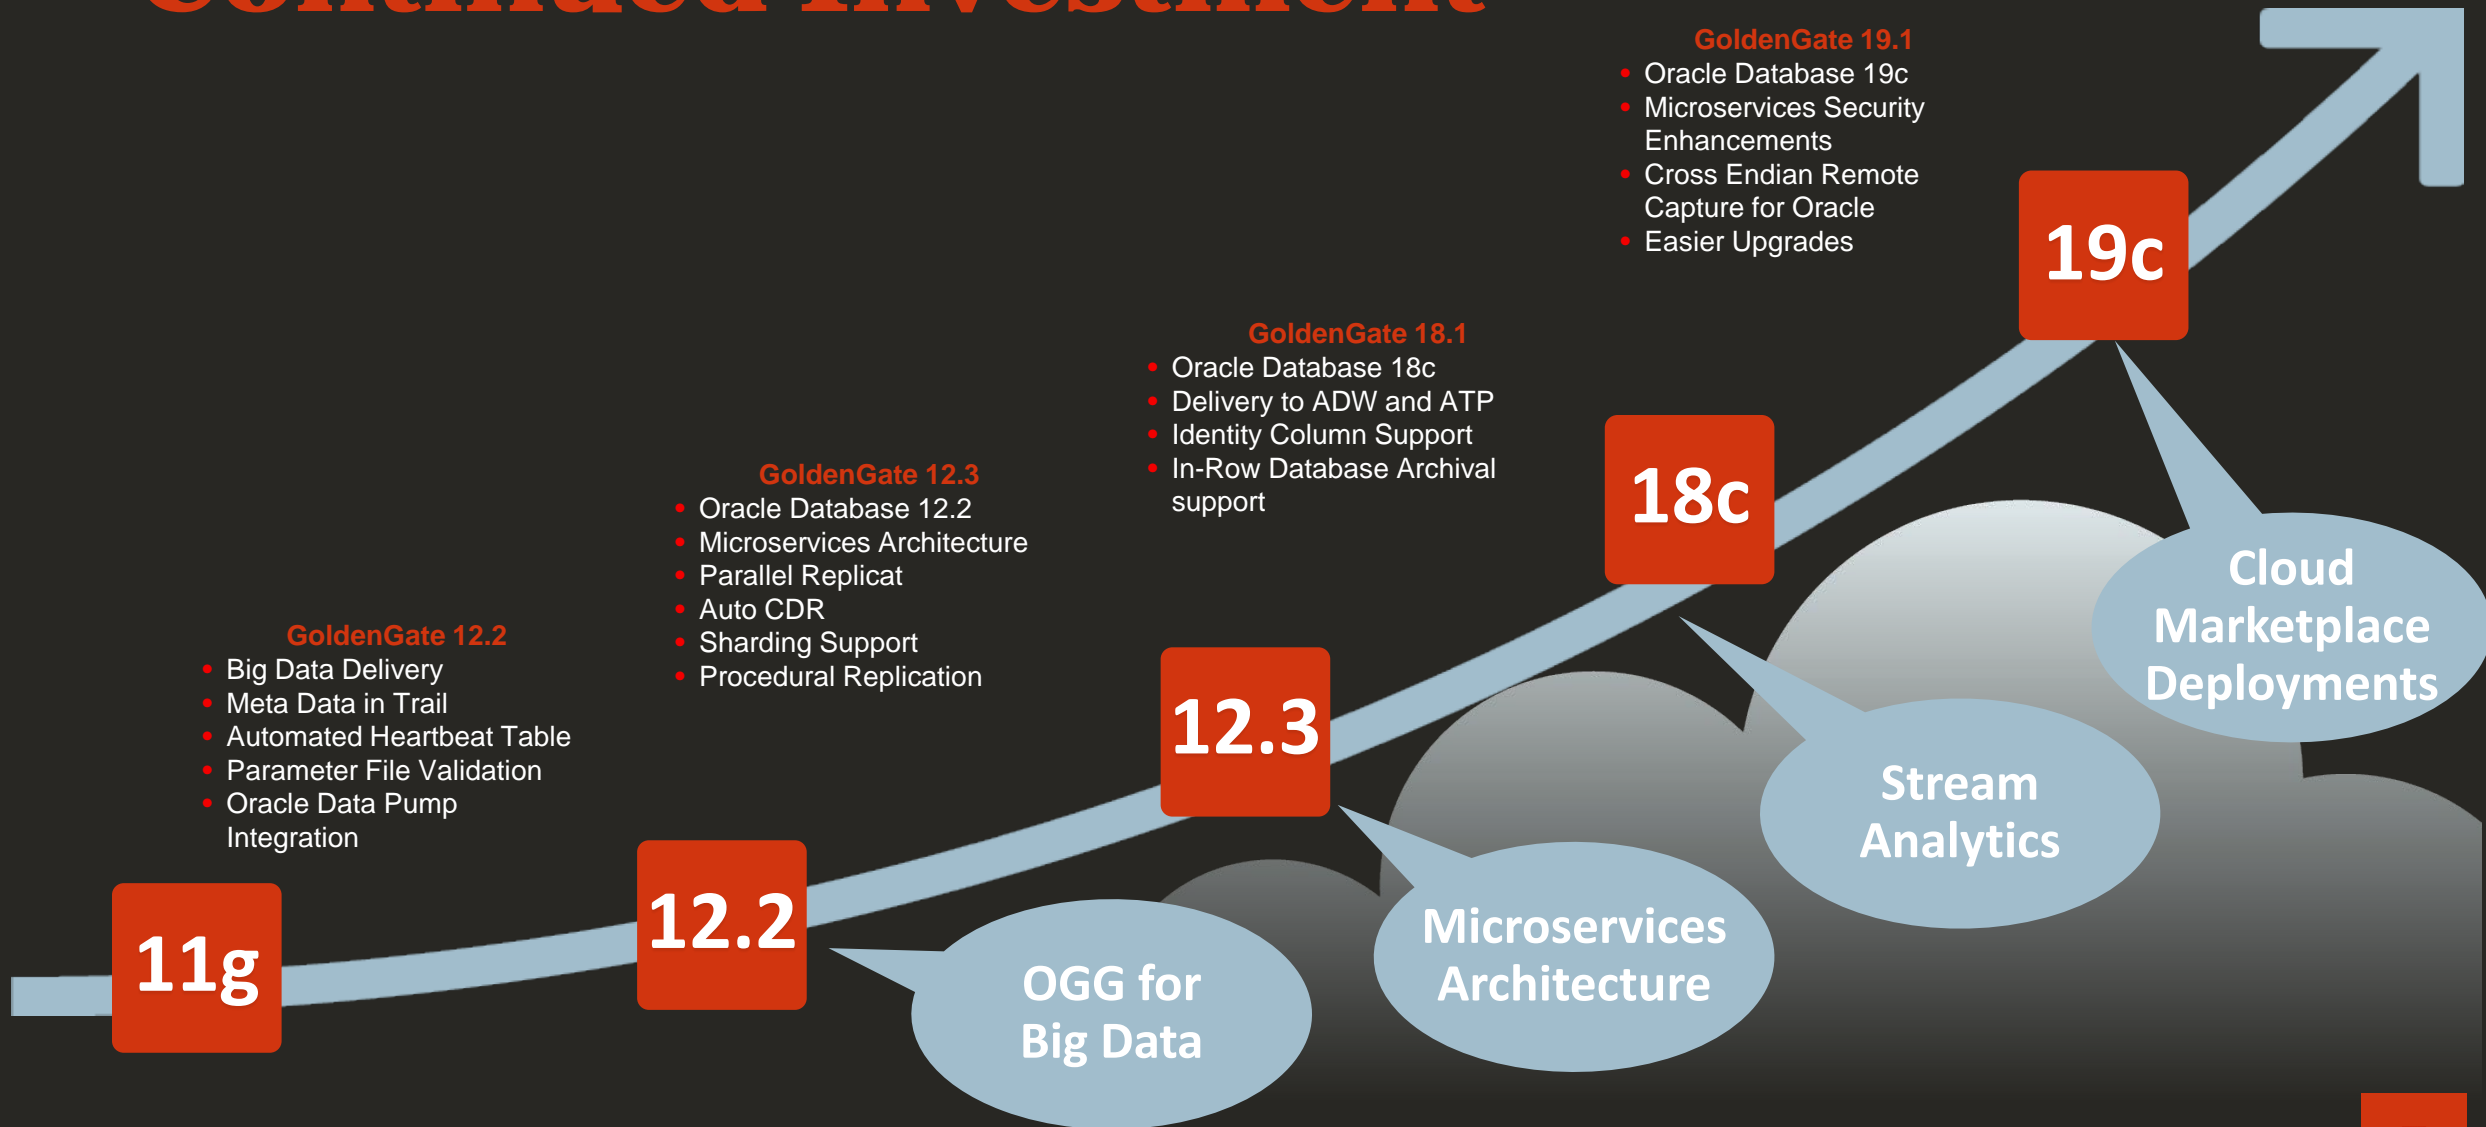 Continued Investment
GoldenGate 19.1
Oracle Database 19c
Microservices Security
Enhancements
Cross Endian Remote
Capture for Oracle
Easier Upgrades
19c
GoldenGate 18.1
Oracle Database 18c
Delivery to ADW and ATP
Identity Column Support
In-Row Database Archival
support
18c
GoldenGate 12.3
Oracle Database 12.2
Microservices Architecture
Parallel Replicat
Auto CDR
Sharding Support
Procedural Replication
12.3
GoldenGate 12.2
Big Data Delivery
Meta Data in Trail
Automated Heartbeat Table
Parameter File Validation
Oracle Data Pump
Integration
12.2
11g
OGG for
Big Data
Microservices
Architecture
Stream
Analytics
Cloud
Marketplace
Deployments